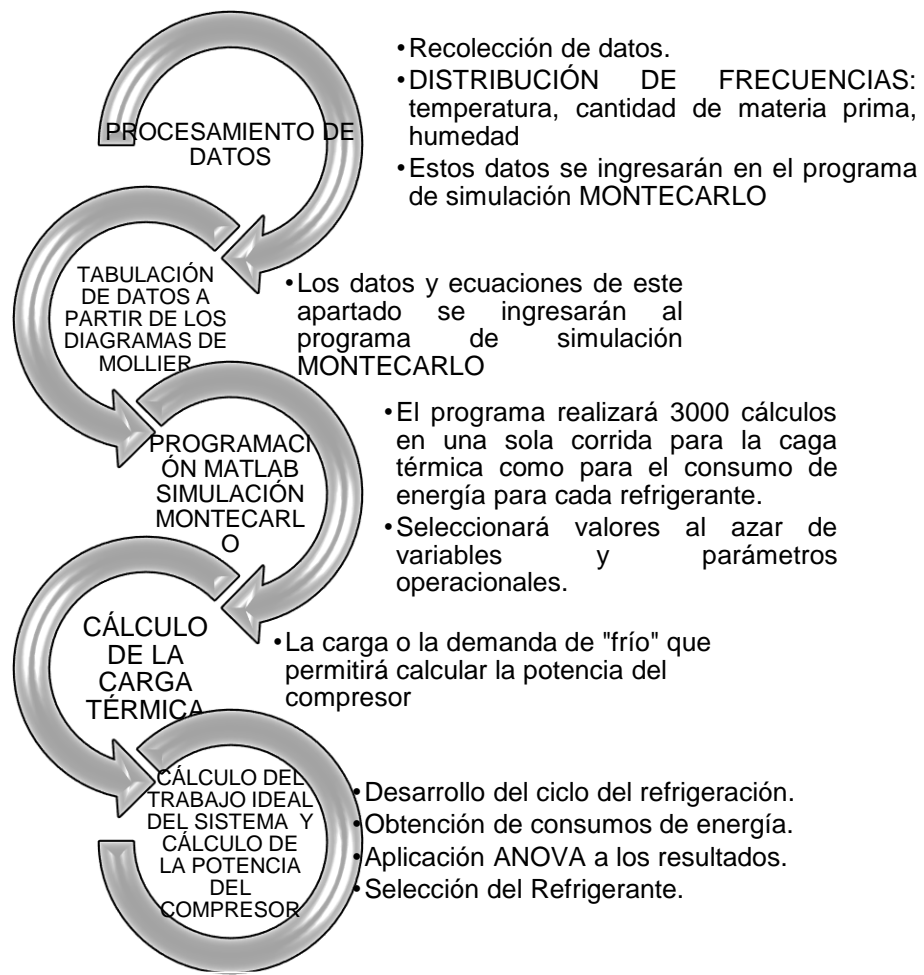 PROCESAMIENTO DE
DATOS
•Recolección de datos.
•DISTRIBUCIÓN DE FRECUENCIAS:
temperatura, cantidad de materia prima,
humedad
•Estos datos se ingresarán en el programa
de simulación MONTECARLO
TABULACIÓN
DE DATOS A
PARTIR DE LOS
DIAGRAMAS DE
MOLLIER
•Los datos y ecuaciones de este
apartado se ingresarán al
programa de simulación
MONTECARLO
PROGRAMACI
ÓN MATLAB
SIMULACIÓN
MONTECARL
O
•El programa realizará 3000 cálculos
en una sola corrida para la caga
térmica como para el consumo de
energía para cada refrigerante.
•Seleccionará valores al azar de
variables y parámetros
operacionales.
CÁLCULO
DE LA
CARGA
TÉRMICA
•La carga o la demanda de "frío" que
permitirá calcular la potencia del
compresor
CÁLCULO DEL
TRABAJO IDEAL
DEL SISTEMA Y
CÁLCULO DE
LA POTENCIA
DEL
COMPRESOR
•Desarrollo del ciclo del refrigeración.
•Obtención de consumos de energía.
•Aplicación ANOVA a los resultados.
•Selección del Refrigerante.